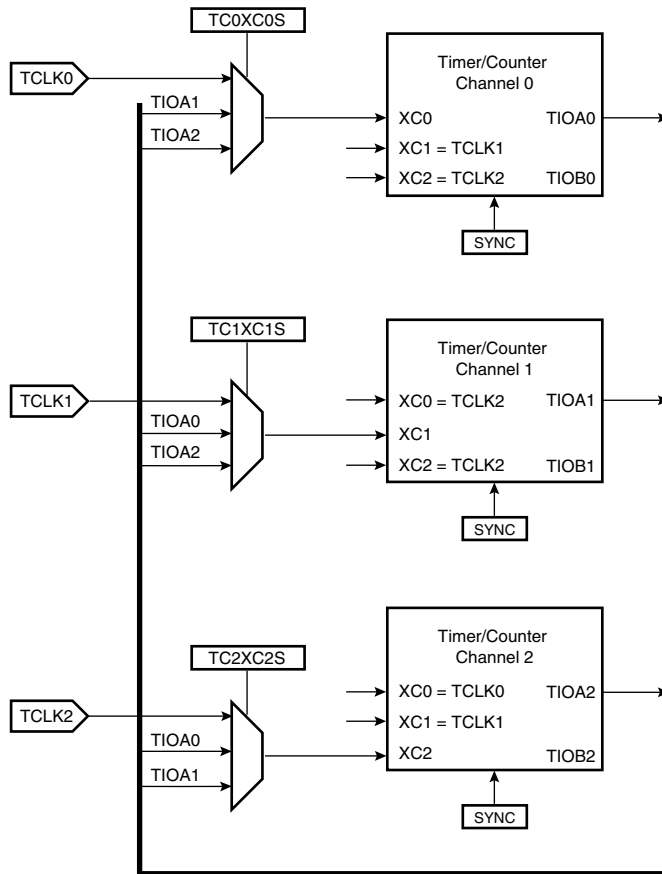 TC0XC0S
TCLK0
TIOA1
TIOA2
Timer/Counter
Channel 0
XC0
TIOA0
XC1 = TCLK1
XC2 = TCLK2
TIOB0
SYNC
TC1XC1S
TCLK1
TIOA0
TIOA2
Timer/Counter
Channel 1
XC0 = TCLK2
TIOA1
XC1
XC2 = TCLK2
TIOB1
SYNC
TC2XC2S
TCLK2
TIOA0
TIOA1
Timer/Counter
Channel 2
XC0 = TCLK0
TIOA2
XC1 = TCLK1
XC2
TIOB2
SYNC